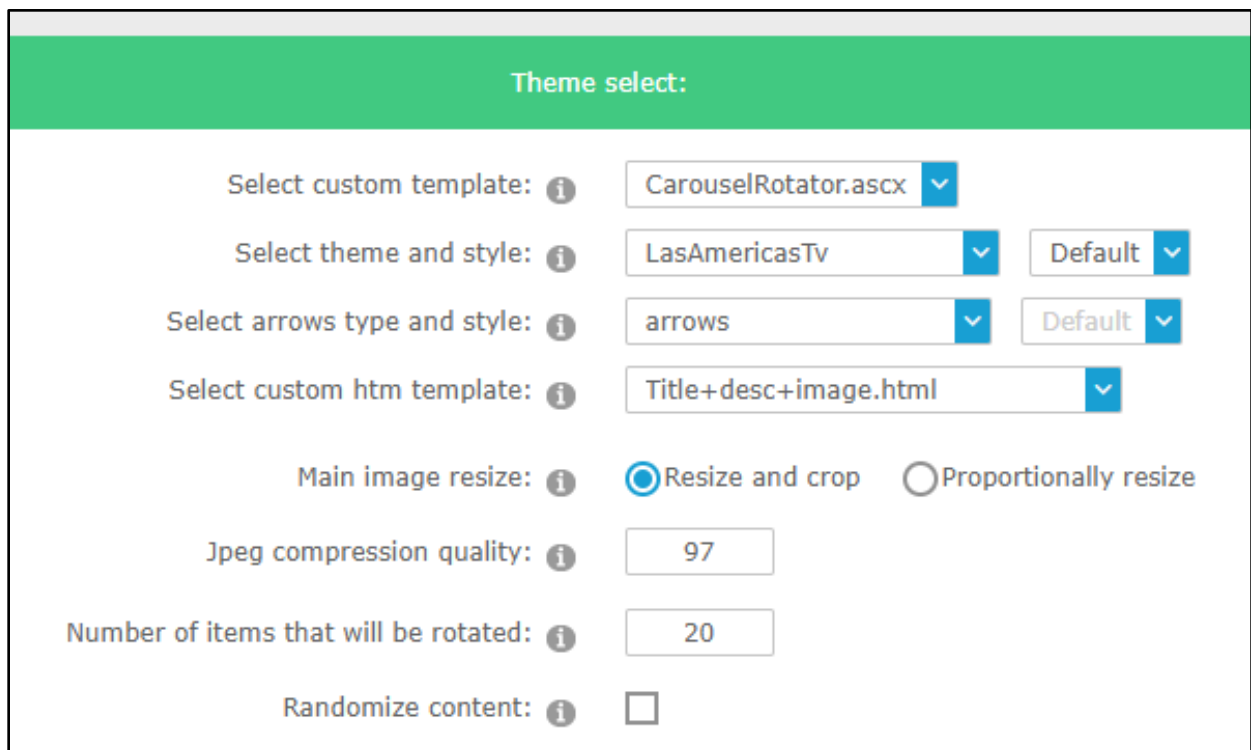 Theme select:
Select custom template: CarouselRotator.ascx
Select theme and style: LasAmericasTv Default
Select arrows type and style: arrows Default
Select custom htm template: Title+desc+image.html
Main image resize: Resize and crop Proportionally resize
Jpeg compression quality: 97
Number of items that will be rotated: 20
Randomize content: